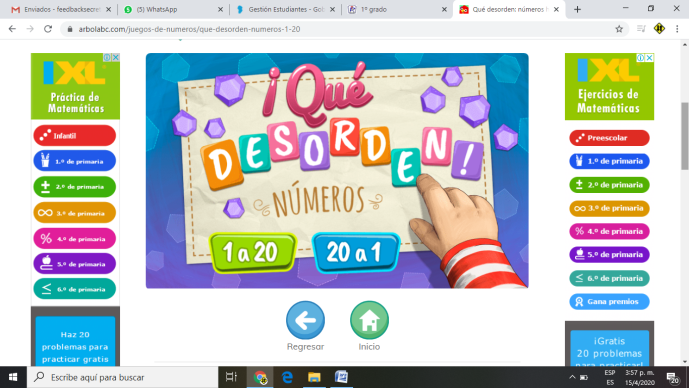 Enviados - feedbacksecre
(5) WhatsApp
Gestión Estudiantes - Goo
1º grado
Qué desorden: números 1
arbolabc.com/juegos-de-numeros/que-desorden-numeros-1-20
IXL
Práctica de
Matemáticas
Infantil
1.º de primaria
2.º de primaria
3.º de primaria
4.º de primaria
5.º de primaria
6.º de primaria
Haz 20
problemas para
practicar gratis
¡Qué
DESORDEN!
NÚMEROS
1 a 20
20 a 1
Regresar
Inicio
IXL
Ejercicios de
Matemáticas
Preescolar
1.º de primaria
2.º de primaria
3.º de primaria
4.º de primaria
5.º de primaria
6.º de primaria
Gana premios
¡Gratis
20 problemas
para practicar!
Escribe aquí para buscar
ESP
ES
3:57 p. m.
15/4/2020
20